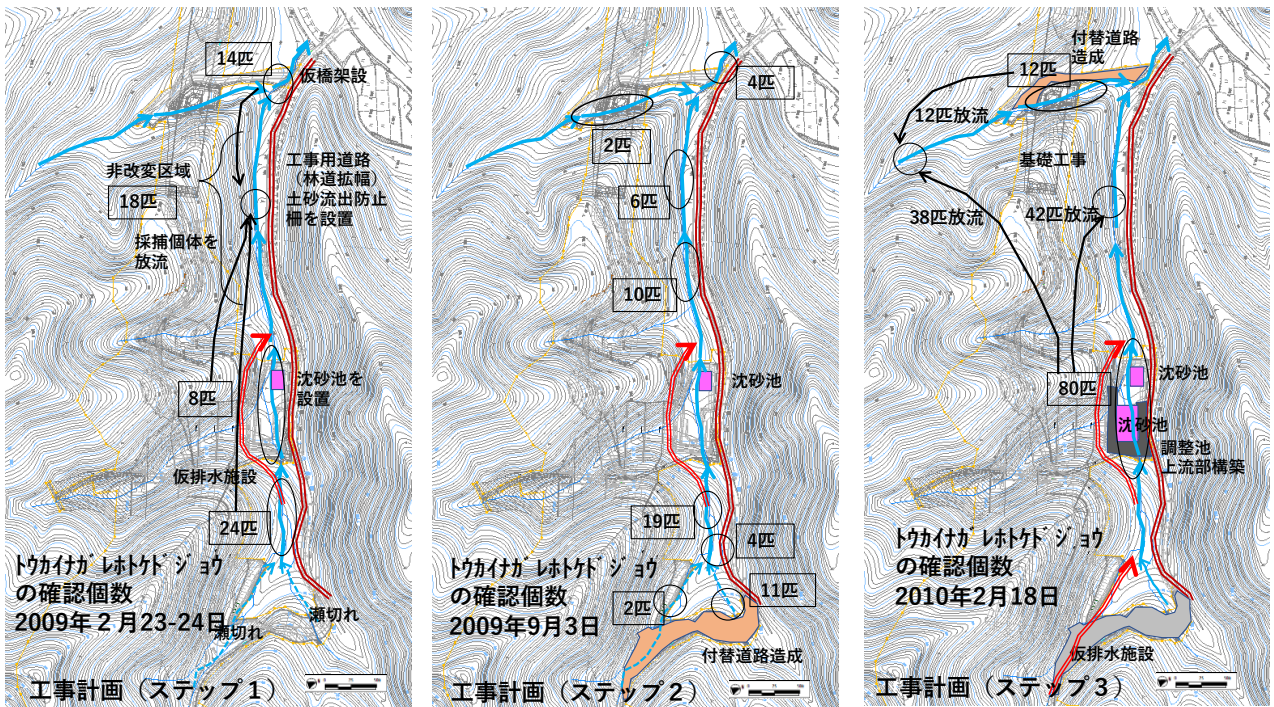 14匹
仮橋架設
非改変区域
18匹
工事用道路
（林道拡幅）
土砂流出防止
柵を設置
採捕個体を
放流
8匹
沈砂池を
設置
仮排水施設
24匹
ﾄｳｶｲﾅｶﾞﾚﾎﾄｹﾄﾞｼﾞｮｳ
の確認個数
2009年２月23-24日
瀬切れ
瀬切れ
工事計画（ステップ１）
4匹
2匹
6匹
10匹
沈砂池
19匹
4匹
ﾄｳｶｲﾅｶﾞﾚﾎﾄｹﾄﾞｼﾞｮｳ
の確認個数
2009年9月3日
2匹
11匹
付替道路造成
工事計画（ステップ２）
付替道路
造成
12匹
12匹放流
基礎工事
38匹放流
42匹放流
80匹
沈砂池
沈砂池
調整池
上流部構築
ﾄｳｶｲﾅｶﾞﾚﾎﾄｹﾄﾞｼﾞｮｳ
の確認個数
2010年2月18日
仮排水施設
工事計画（ステップ３）